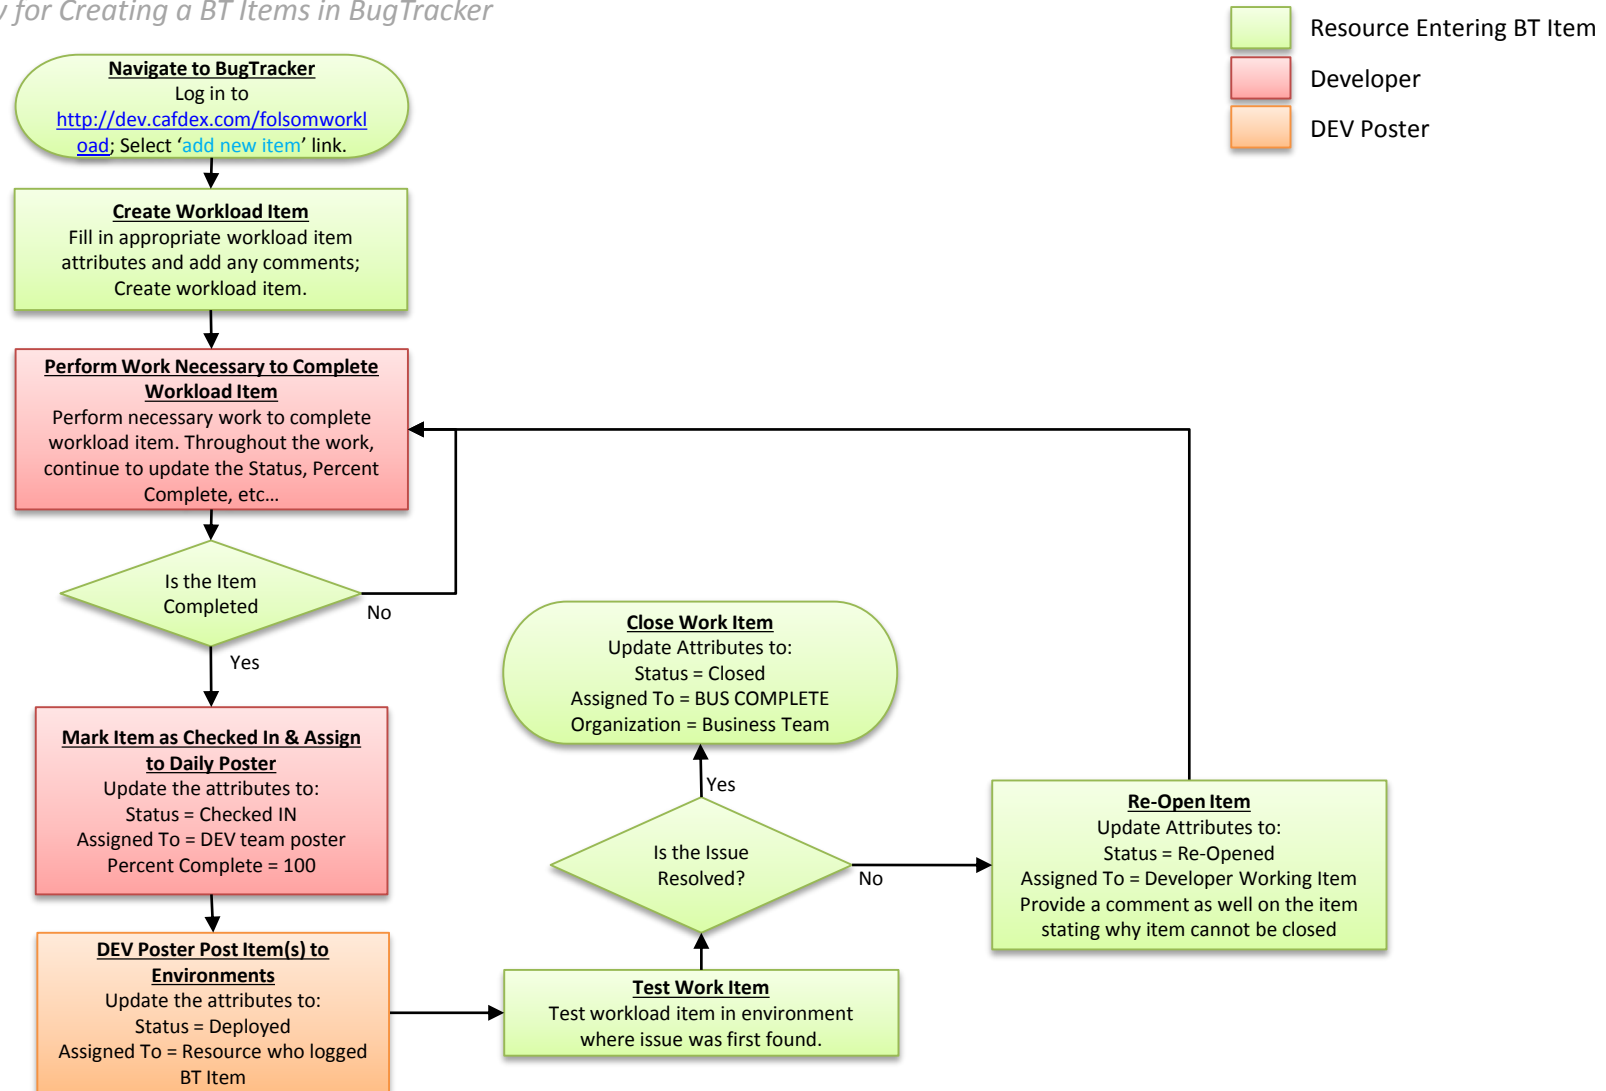 for Creating a BT Items in BugTracker
Resource Entering BT Item
Developer
DEV Poster
Navigate to BugTracker
Log in to
http://dev.cafdex.com/folsomworkl
oad; Select ‘add new item’ link.
Create Workload Item
Fill in appropriate workload item
attributes and add any comments;
Create workload item.
Perform Work Necessary to Complete
Workload Item
Perform necessary work to complete
workload item. Throughout the work,
continue to update the Status, Percent
Complete, etc…
Is the Item
Completed
No
Yes
Mark Item as Checked In & Assign
to Daily Poster
Update the attributes to:
Status = Checked IN
Assigned To = DEV team poster
Percent Complete = 100
DEV Poster Post Item(s) to
Environments
Update the attributes to:
Status = Deployed
Assigned To = Resource who logged
BT Item
Test Work Item
Test workload item in environment
where issue was first found.
Is the Issue
Resolved?
Yes
No
Close Work Item
Update Attributes to:
Status = Closed
Assigned To = BUS COMPLETE
Organization = Business Team
Re-Open Item
Update Attributes to:
Status = Re-Opened
Assigned To = Developer Working Item
Provide a comment as well on the item
stating why item cannot be closed